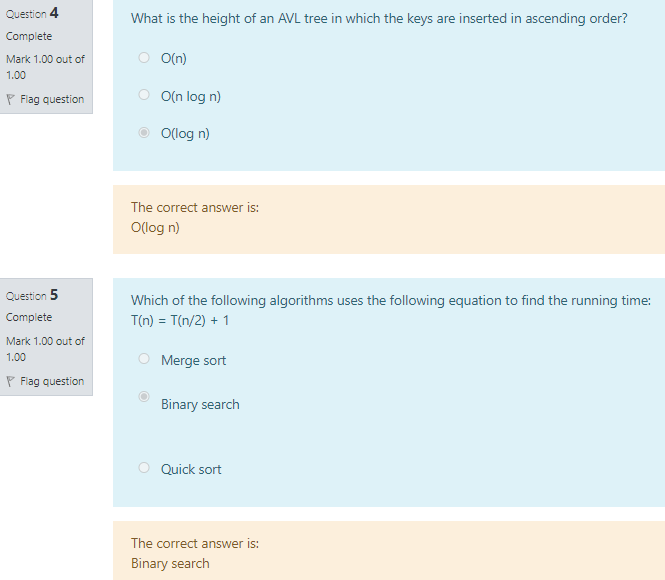 Question 4
Complete
Mark 1.00 out of
1.00
Flag question
What is the height of an AVL tree in which the keys are inserted in ascending order?
O(n)
O(n log n)
O(log n)
The correct answer is:
O(log n)
Question 5
Complete
Mark 1.00 out of
1.00
Flag question
Which of the following algorithms uses the following equation to find the running time:
T(n) = T(n/2) + 1
Merge sort
Binary search
Quick sort
The correct answer is:
Binary search